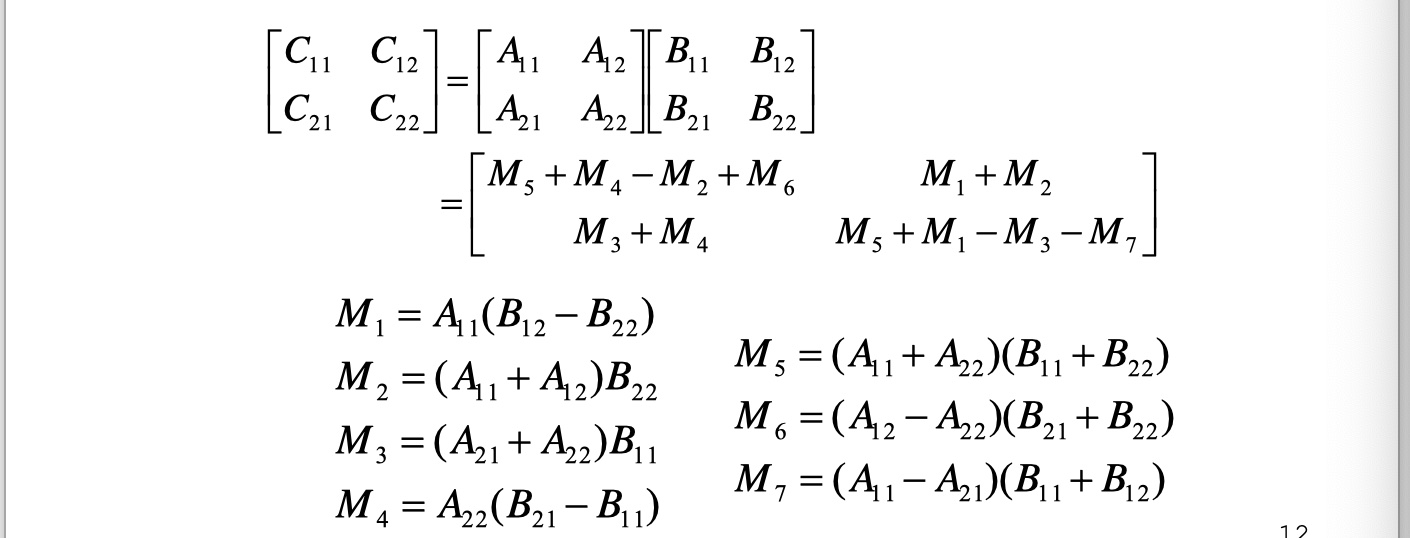 [C₁₁ C₁₂; C₂₁ C₂₂] = [A₁₁ A₁₂; A₂₁ A₂₂][B₁₁ B₁₂; B₂₁ B₂₂]
= [M₅ + M₄ − M₂ + M₆ M₁ + M₂; M₃ + M₄ M₅ + M₁ − M₃ − M₇]
M₁ = A₁₁(B₁₂ − B₂₂)
M₂ = (A₁₁ + A₁₂)B₂₂
M₃ = (A₂₁ + A₂₂)B₁₁
M₄ = A₂₂(B₂₁ − B₁₁)
M₅ = (A₁₁ + A₂₂)(B₁₁ + B₂₂)
M₆ = (A₁₂ − A₂₂)(B₂₁ + B₂₂)
M₇ = (A₁₁ − A₂₁)(B₁₁ + B₁₂)
12